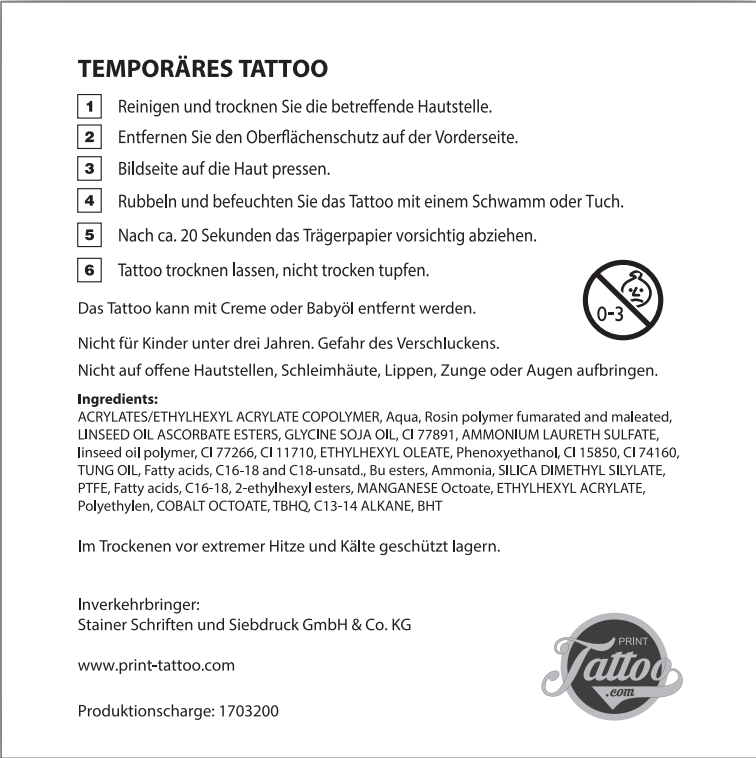 TEMPORÄRES TATTOO
1 Reinigen und trocknen Sie die betreffende Hautstelle.
2 Entfernen Sie den Oberflächenschutz auf der Vorderseite.
3 Bildseite auf die Haut pressen.
4 Rubbeln und befeuchten Sie das Tattoo mit einem Schwamm oder Tuch.
5 Nach ca. 20 Sekunden das Trägerpapier vorsichtig abziehen.
6 Tattoo trocknen lassen, nicht trocken tupfen.
0-3
Das Tattoo kann mit Creme oder Babyöl entfernt werden.
Nicht für Kinder unter drei Jahren. Gefahr des Verschluckens.
Nicht auf offene Hautstellen, Schleimhäute, Lippen, Zunge oder Augen aufbringen.
Ingredients:
ACRYLATES/ETHYLHEXYL ACRYLATE COPOLYMER, Aqua, Rosin polymer fumarated and maleated,
LINSEED OIL ASCORBATE ESTERS, GLYCINE SOJA OIL, CI 77891, AMMONIUM LAURETH SULFATE,
linseed oil polymer, CI 77266, CI 11710, ETHYLHEXYL OLEATE, Phenoxyethanol, CI 15850, CI 74160,
TUNG OIL, Fatty acids, C16-18 and C18-unsatd., Bu esters, Ammonia, SILICA DIMETHYL SILYLATE,
PTFE, Fatty acids, C16-18, 2-ethylhexyl esters, MANGANESE Octoate, ETHYLHEXYL ACRYLATE,
Polyethylen, COBALT OCTOATE, TBHQ, C13-14 ALKANE, BHT
Im Trockenen vor extremer Hitze und Kälte geschützt lagern.
Inverkehrbringer:
Stainer Schriften und Siebdruck GmbH & Co. KG
www.print-tattoo.com
Produktionscharge: 1703200
PRINT
Tattoo
.com